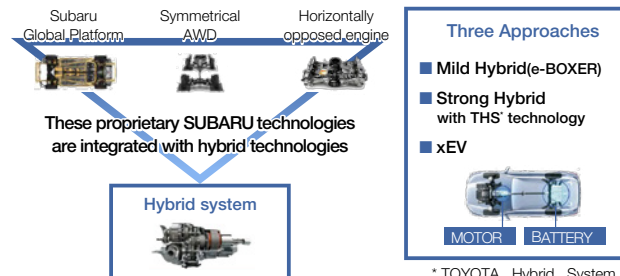 Subaru
Global Platform
Symmetrical
AWD
Horizontally
opposed engine
These proprietary SUBARU technologies
are integrated with hybrid technologies
Hybrid system
Three Approaches
■ Mild Hybrid(e-BOXER)
■ Strong Hybrid
with THS* technology
■ xEV
MOTOR
BATTERY
* TOYOTA Hybrid System